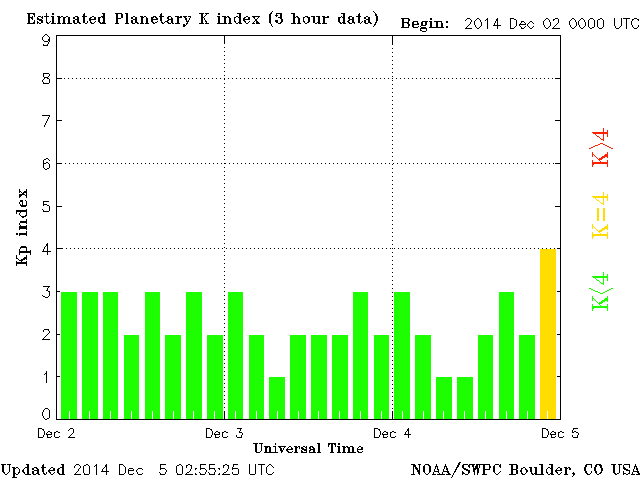 Estimated Planetary K index (3 hour data) Begin: 2014 Dec 02 0000 UTC
9
8
7
6
5
4
3
2
1
0
Kp index
Dec 2 Dec 3 Dec 4 Dec 5
Universal Time
K>4
K=4
K<4
Updated 2014 Dec 5 02:55:25 UTC NOAA/SWPC Boulder, CO USA